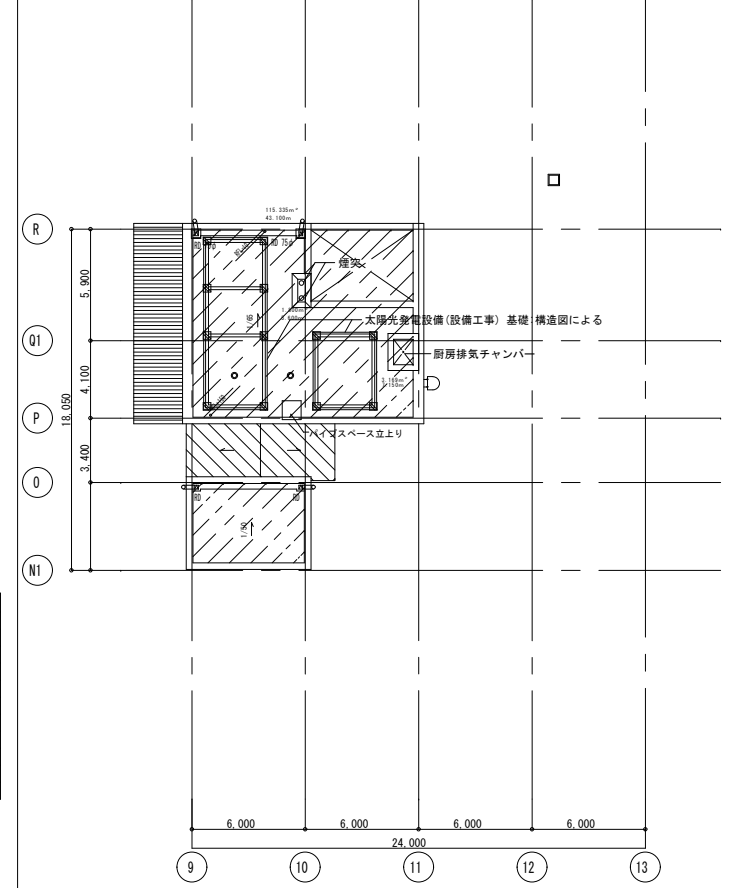 115.335m²
43.100m
R
RD 75φ
煙突
5,900
太陽光発電設備(設備工事) 基礎:構造図による
Q1
厨房排気チャンバー
4,100
18,050
P
パイプスペース立上り
3,400
O
RD
RD
1/50
N1
6,000
6,000
6,000
6,000
24,000
9
10
11
12
13